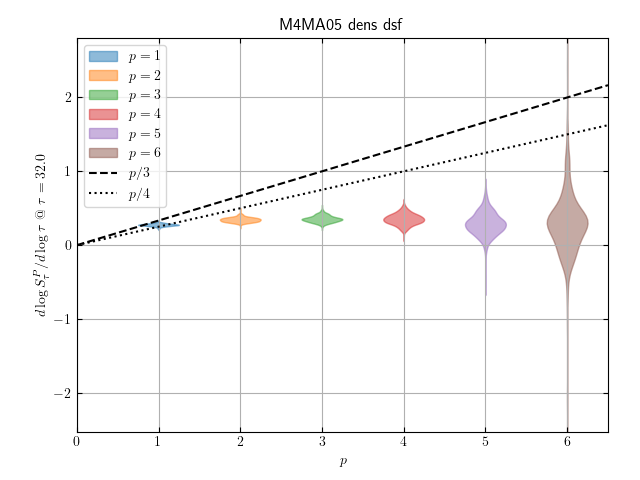 M4MA05 dens dsf
p = 1
p = 2
p = 3
p = 4
p = 5
p = 6
p/3
p/4
d log S_τ^P / d log τ @ τ = 32.0
2
1
0
−1
−2
0 1 2 3 4 5 6
p